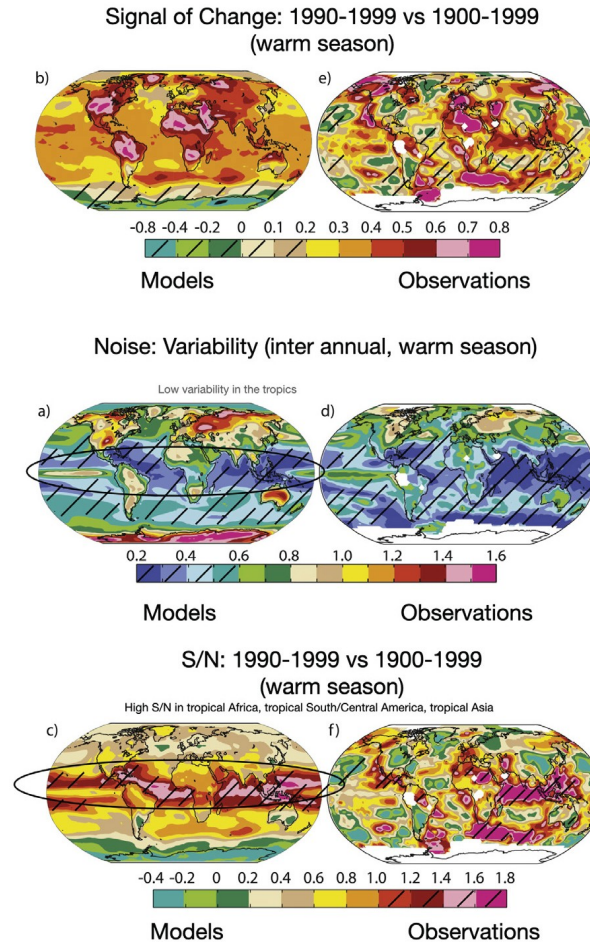 Signal of Change: 1990-1999 vs 1900-1999
(warm season)
b) e)
-0.8 -0.4 -0.2 0 0.1 0.2 0.3 0.4 0.5 0.6 0.7 0.8
Models Observations
Noise: Variability (inter annual, warm season)
Low variability in the tropics
a) d)
0.2 0.4 0.6 0.8 1.0 1.2 1.4 1.6
Models Observations
S/N: 1990-1999 vs 1900-1999
(warm season)
High S/N in tropical Africa, tropical South/Central America, tropical Asia
c) f)
-0.4 -0.2 0 0.2 0.4 0.6 0.8 1.0 1.2 1.4 1.6 1.8
Models Observations